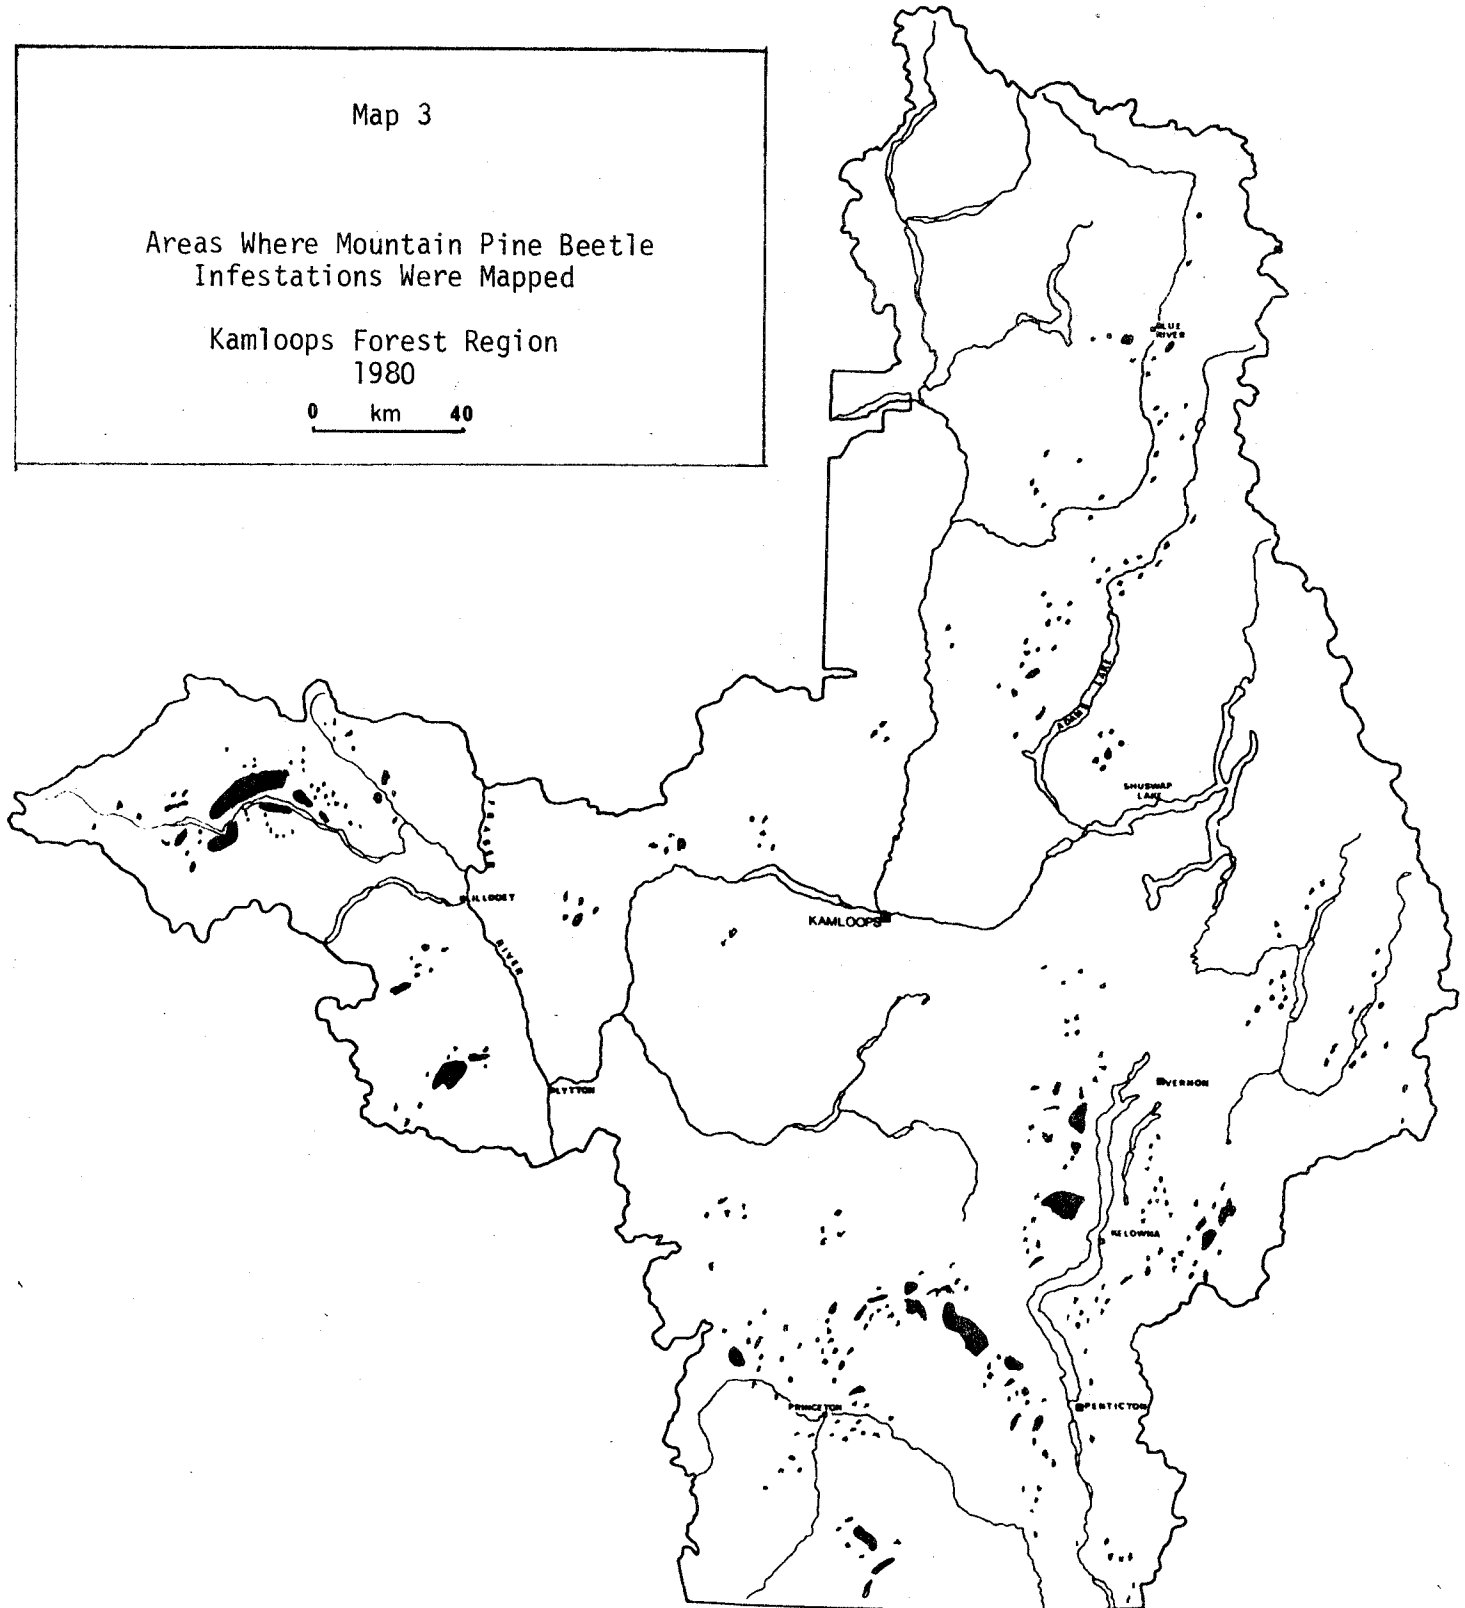 Map 3
Areas Where Mountain Pine Beetle
Infestations Were Mapped
Kamloops Forest Region
1980
0 km 40
BLUE
RIVER
ADAMS LAKE
SHUSWAP
LAKE
FRASER
LILLOOET
RIVER
KAMLOOPS
LYTTON
VERNON
KELOWNA
PRINCETON
PENTICTON